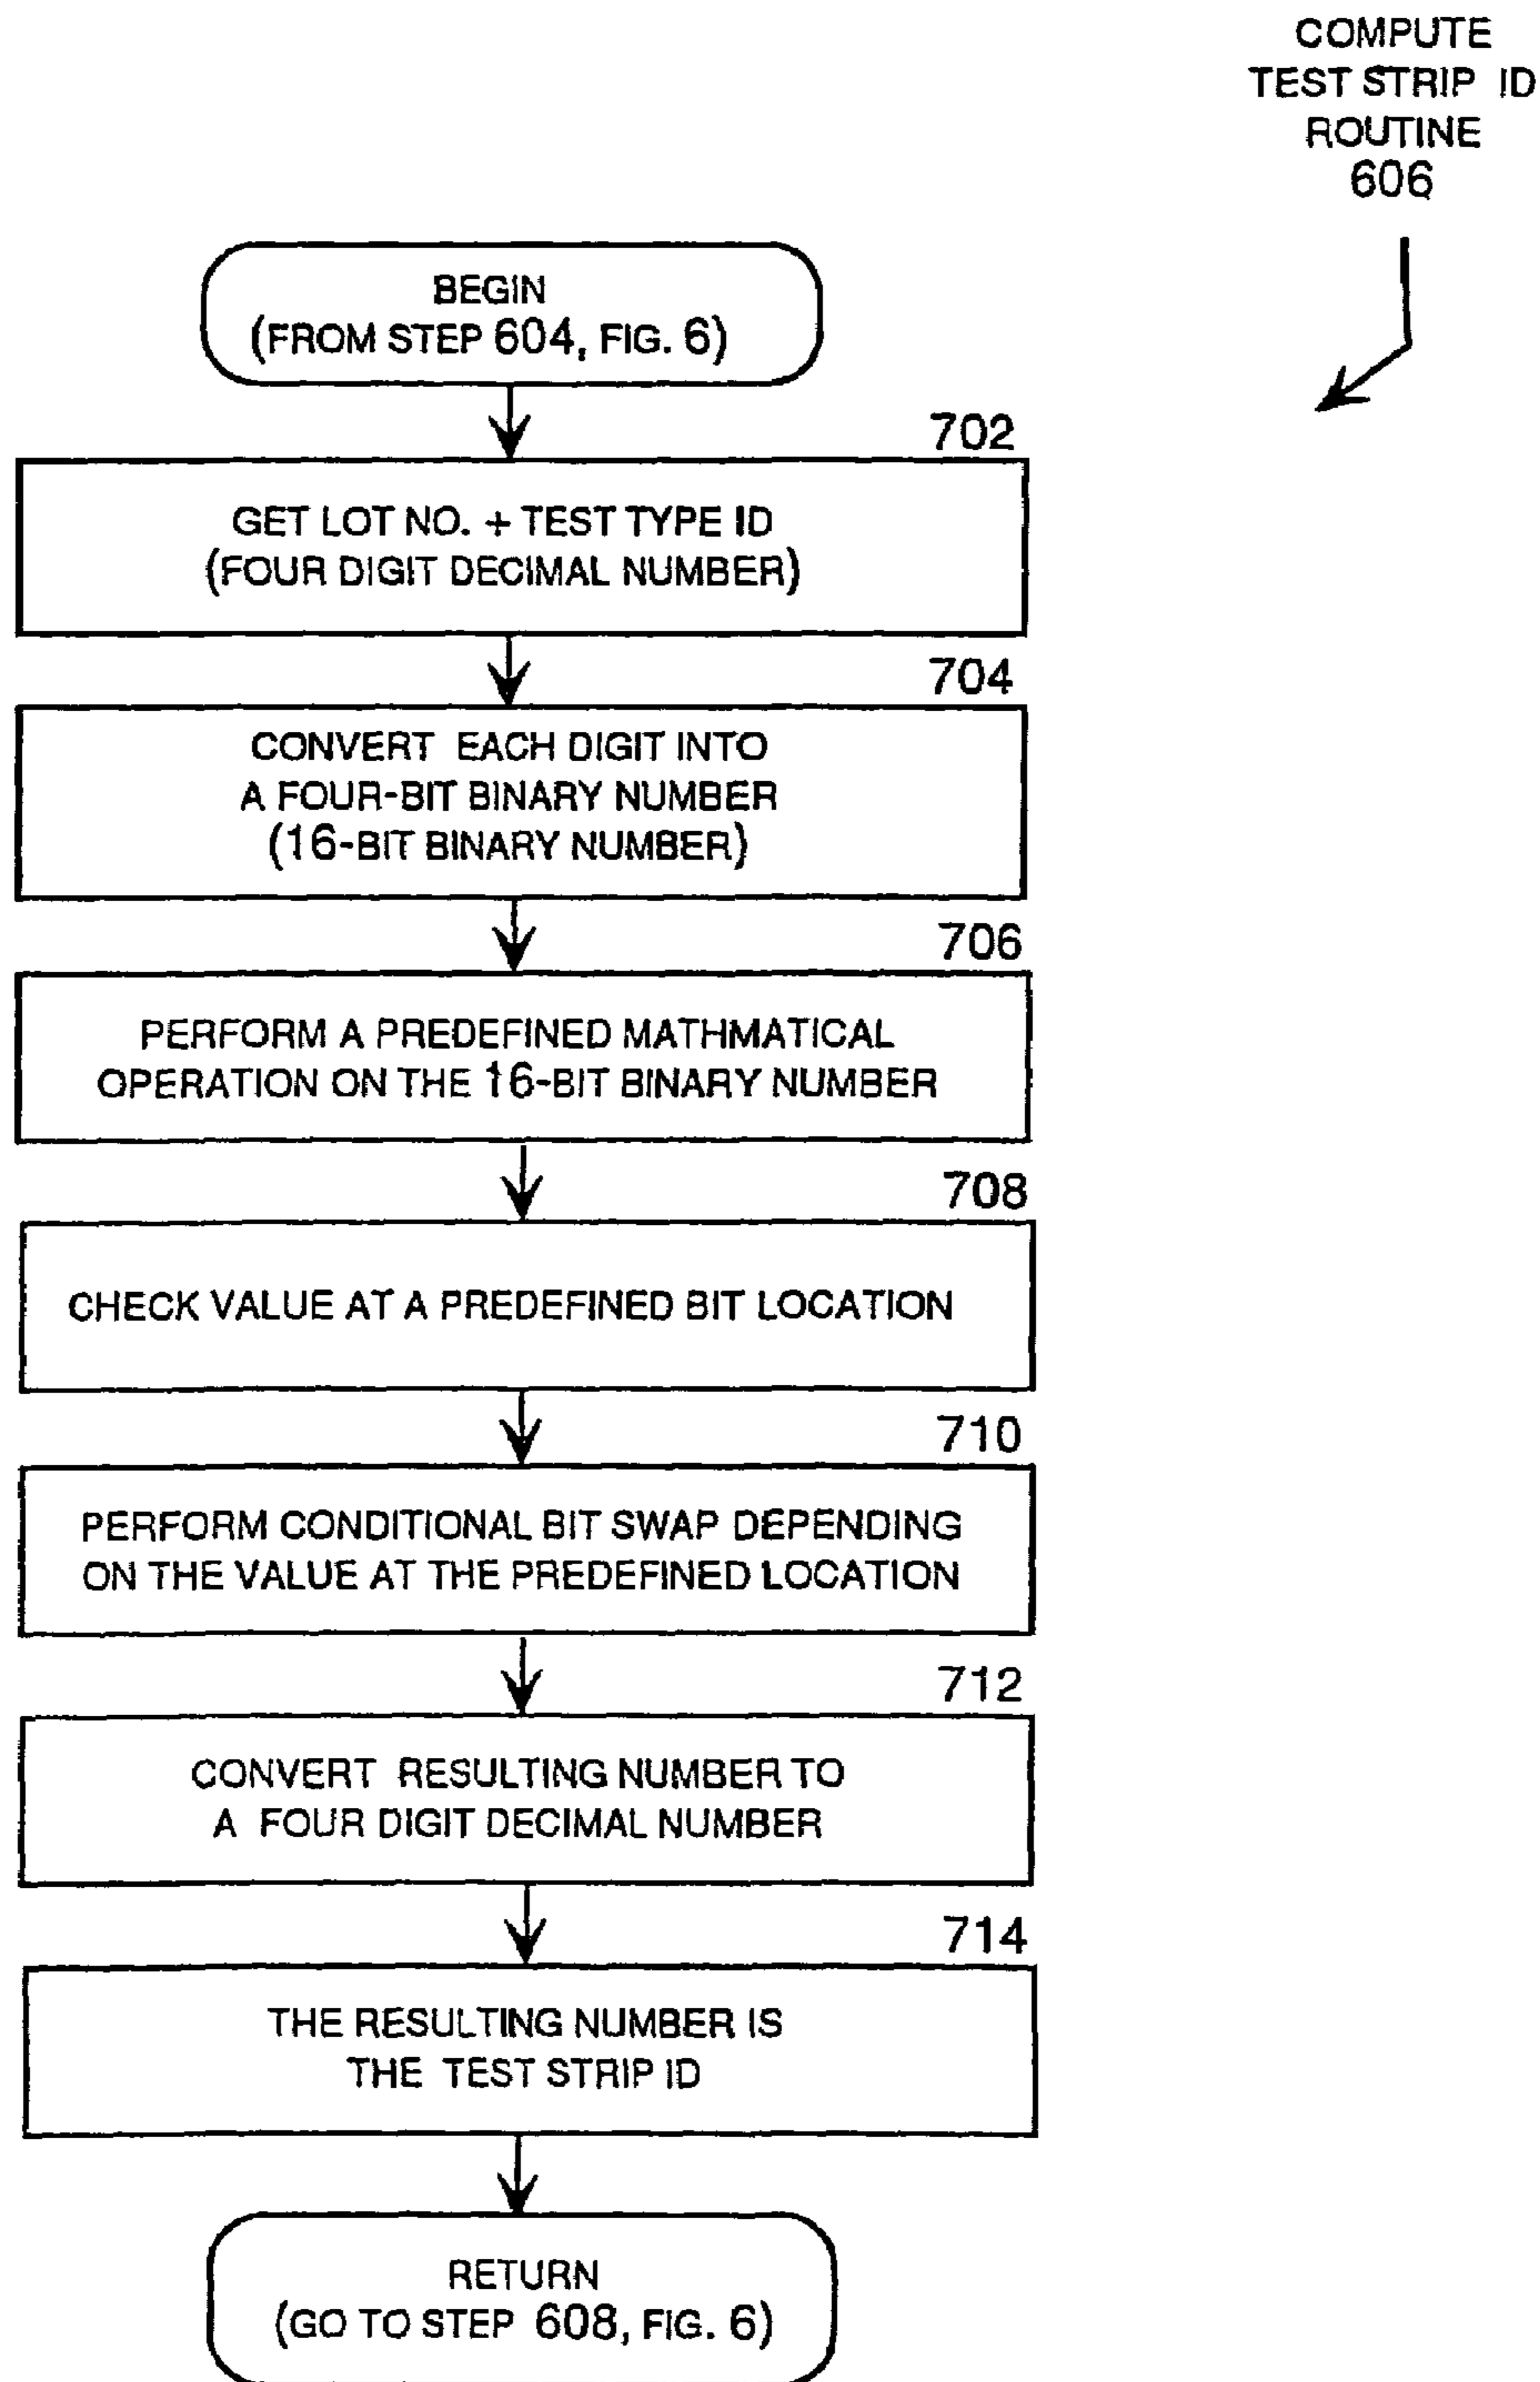 COMPUTE
TEST STRIP ID
ROUTINE
606
BEGIN
(FROM STEP 604, FIG. 6)
702
GET LOT NO. + TEST TYPE ID
(FOUR DIGIT DECIMAL NUMBER)
704
CONVERT EACH DIGIT INTO
A FOUR-BIT BINARY NUMBER
(16-BIT BINARY NUMBER)
706
PERFORM A PREDEFINED MATHMATICAL
OPERATION ON THE 16-BIT BINARY NUMBER
708
CHECK VALUE AT A PREDEFINED BIT LOCATION
710
PERFORM CONDITIONAL BIT SWAP DEPENDING
ON THE VALUE AT THE PREDEFINED LOCATION
712
CONVERT RESULTING NUMBER TO
A FOUR DIGIT DECIMAL NUMBER
714
THE RESULTING NUMBER IS
THE TEST STRIP ID
RETURN
(GO TO STEP 608, FIG. 6)